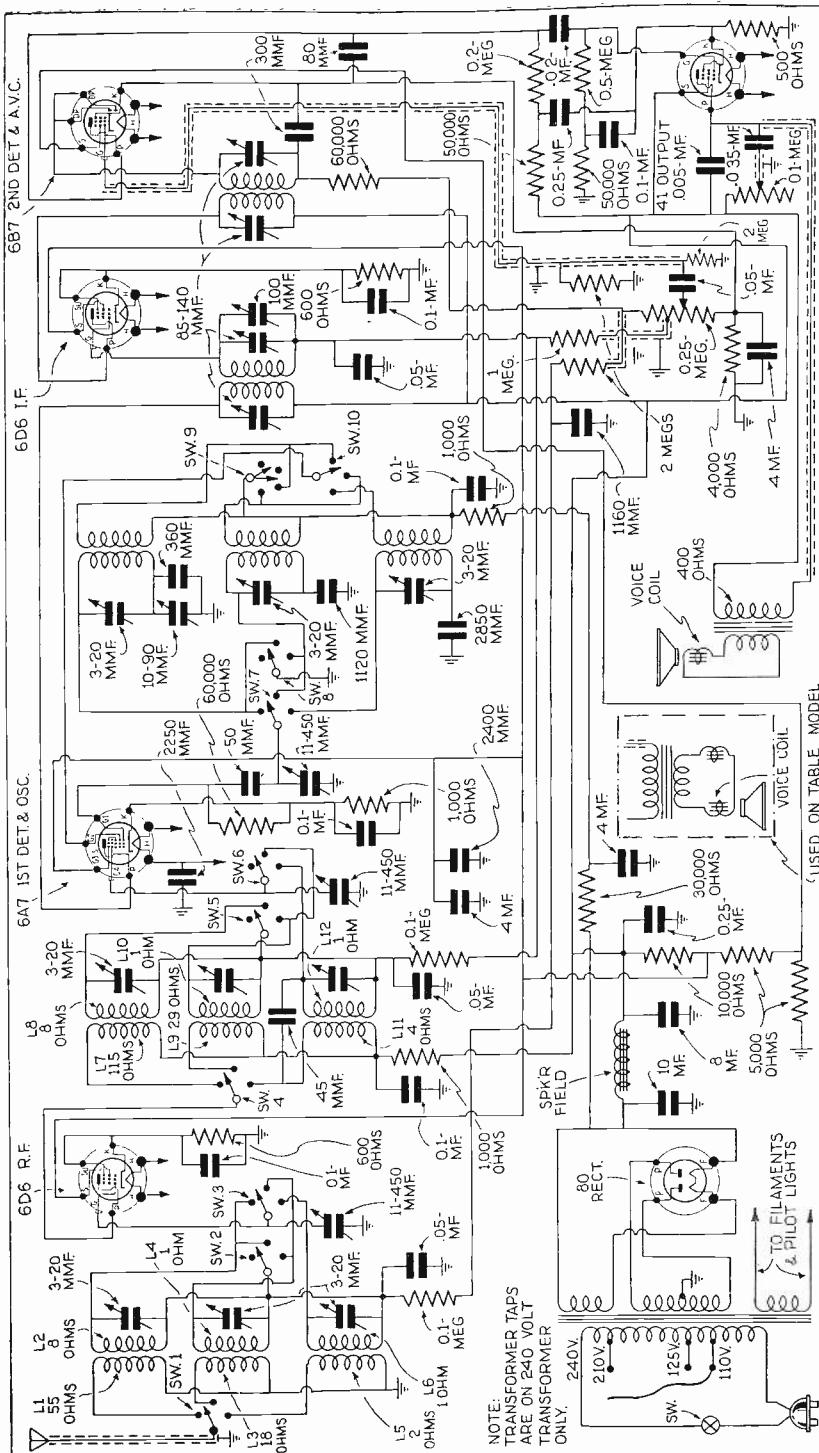 6D6 R.F.
6A7 1ST DET. & OSC.
6D6 I.F.
6B7 2ND DET & A.V.C.
L1
55
OHMS
L2
8
OHMS
3-20
MMF.
L4
1
OHM
SW.1
L3
18
OHMS
L5
2
OHMS
L6
1 OHM
SW.2
SW.3
3-20
MMF.
0.1-
MEG
.05-
MF
11-450
MMF.
0.1-
MF
600
OHMS
L7
115
OHMS
L8
8
OHMS
3-20
MMF.
L10
1
OHM
L9 29 OHMS
SW.
4
45
MMF.
L12
1
OHM
L11
4
OHMS
SW.5
SW.6
0.1-MEG
.05-
MF.
0.1-
MF.
1,000
OHMS
11-450
MMF.
2250
MMF.
60,000
OHMS
50
MMF.
11-450
MMF.
0.1-
MF.
1,000
OHMS
4 MF.
2400
MMF.
SW.7
SW.
8
3-20
MMF.
10-90
MMF.
360
MMF.
3-20
MMF.
1120 MMF.
3-20
MMF.
2850
MMF.
SW.9
SW.10
0.1-
MF
1,000
OHMS
85-140
MMF.
100
MMF.
600
OHMS
0.1-MF.
.05-
MF.
300
MMF
80
MMF
60,000
OHMS
50,000
OHMS
0.2-
MEG
.02-
MF.
0.5-MEG
0.25-MF.
50,000
OHMS
0.1-MF.
41 OUTPUT
.005-MF.
500
OHMS
0.35-MF.
01-MEG
1
MEG.
2 MEGS
2
MEG
.05-
MF
0.25-MEG.
1160
MMF.
4,000
OHMS
4 MF.
400
OHMS
VOICE
COIL
VOICE COIL
(USED ON TABLE MODEL
30,000
OHMS
4 MF.
0.25-
MF.
10,000
OHMS
5,000
OHMS
SPK'R
FIELD
10
MF.
8
MF.
80
RECT.
TO FILAMENTS
& PILOT LIGHTS
NOTE:
TRANSFORMER TAPS
ARE ON 240 VOLT
TRANSFORMER
ONLY.
240V.
210V.
125V.
110V.
SW.